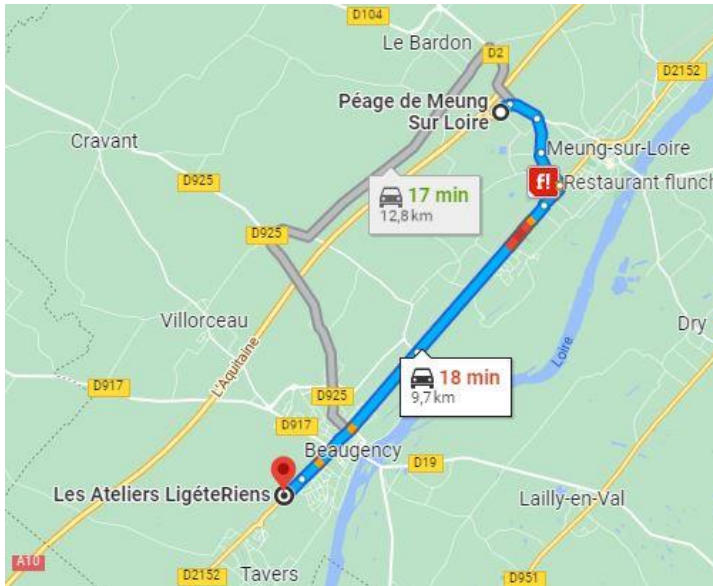 D104
Le Bardon
D2
D2152
Péage de Meung
Sur Loire
Cravant
Meung-sur-Loire
D925
f!
Restaurant flunch
17 min
12,8 km
D925
Villorceau
Loire
Dry
L'Aquitaine
18 min
9,7 km
D917
D925
D917
Beaugency
D19
Les Ateliers LigéteRiens
Lailly-en-Val
A10
D2152
Tavers
D951